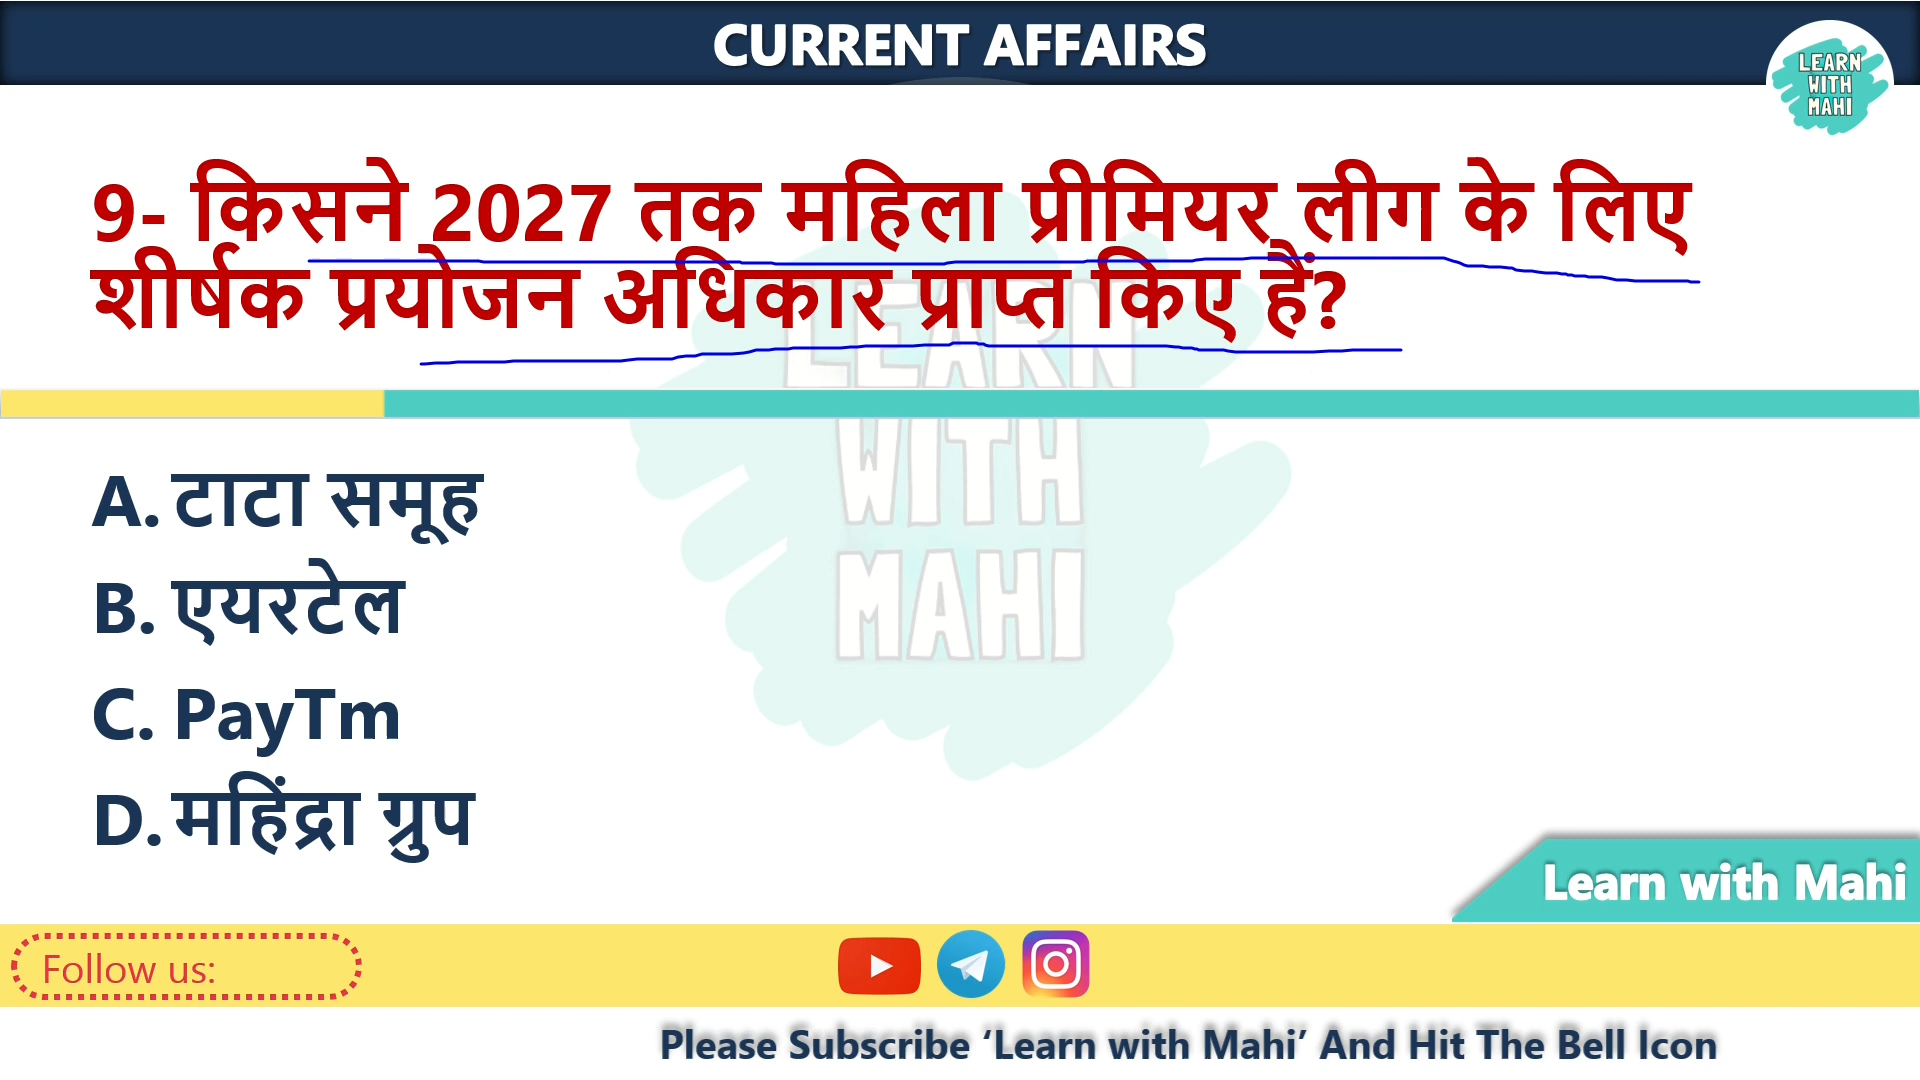 CURRENT AFFAIRS
LEARN
WITH
MAHI
9- किसने 2027 तक महिला प्रीमियर लीग के लिए
शीर्षक प्रयोजन अधिकार प्राप्त किए हैं?
LEARN
WITH
MAHI
A. टाटा समूह
B. एयरटेल
C. PayTm
D. महिंद्रा ग्रुप
Learn with Mahi
Follow us:
Please Subscribe ‘Learn with Mahi’ And Hit The Bell Icon